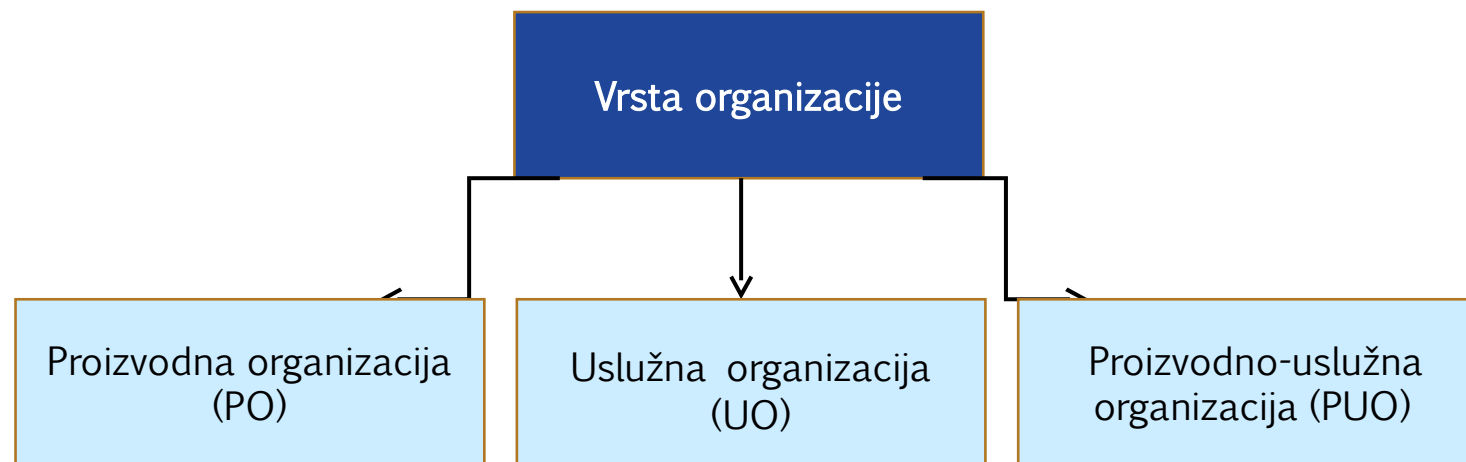 Vrsta organizacije
Proizvodna organizacija
(PO)
Uslužna organizacija
(UO)
Proizvodno-uslužna
organizacija (PUO)